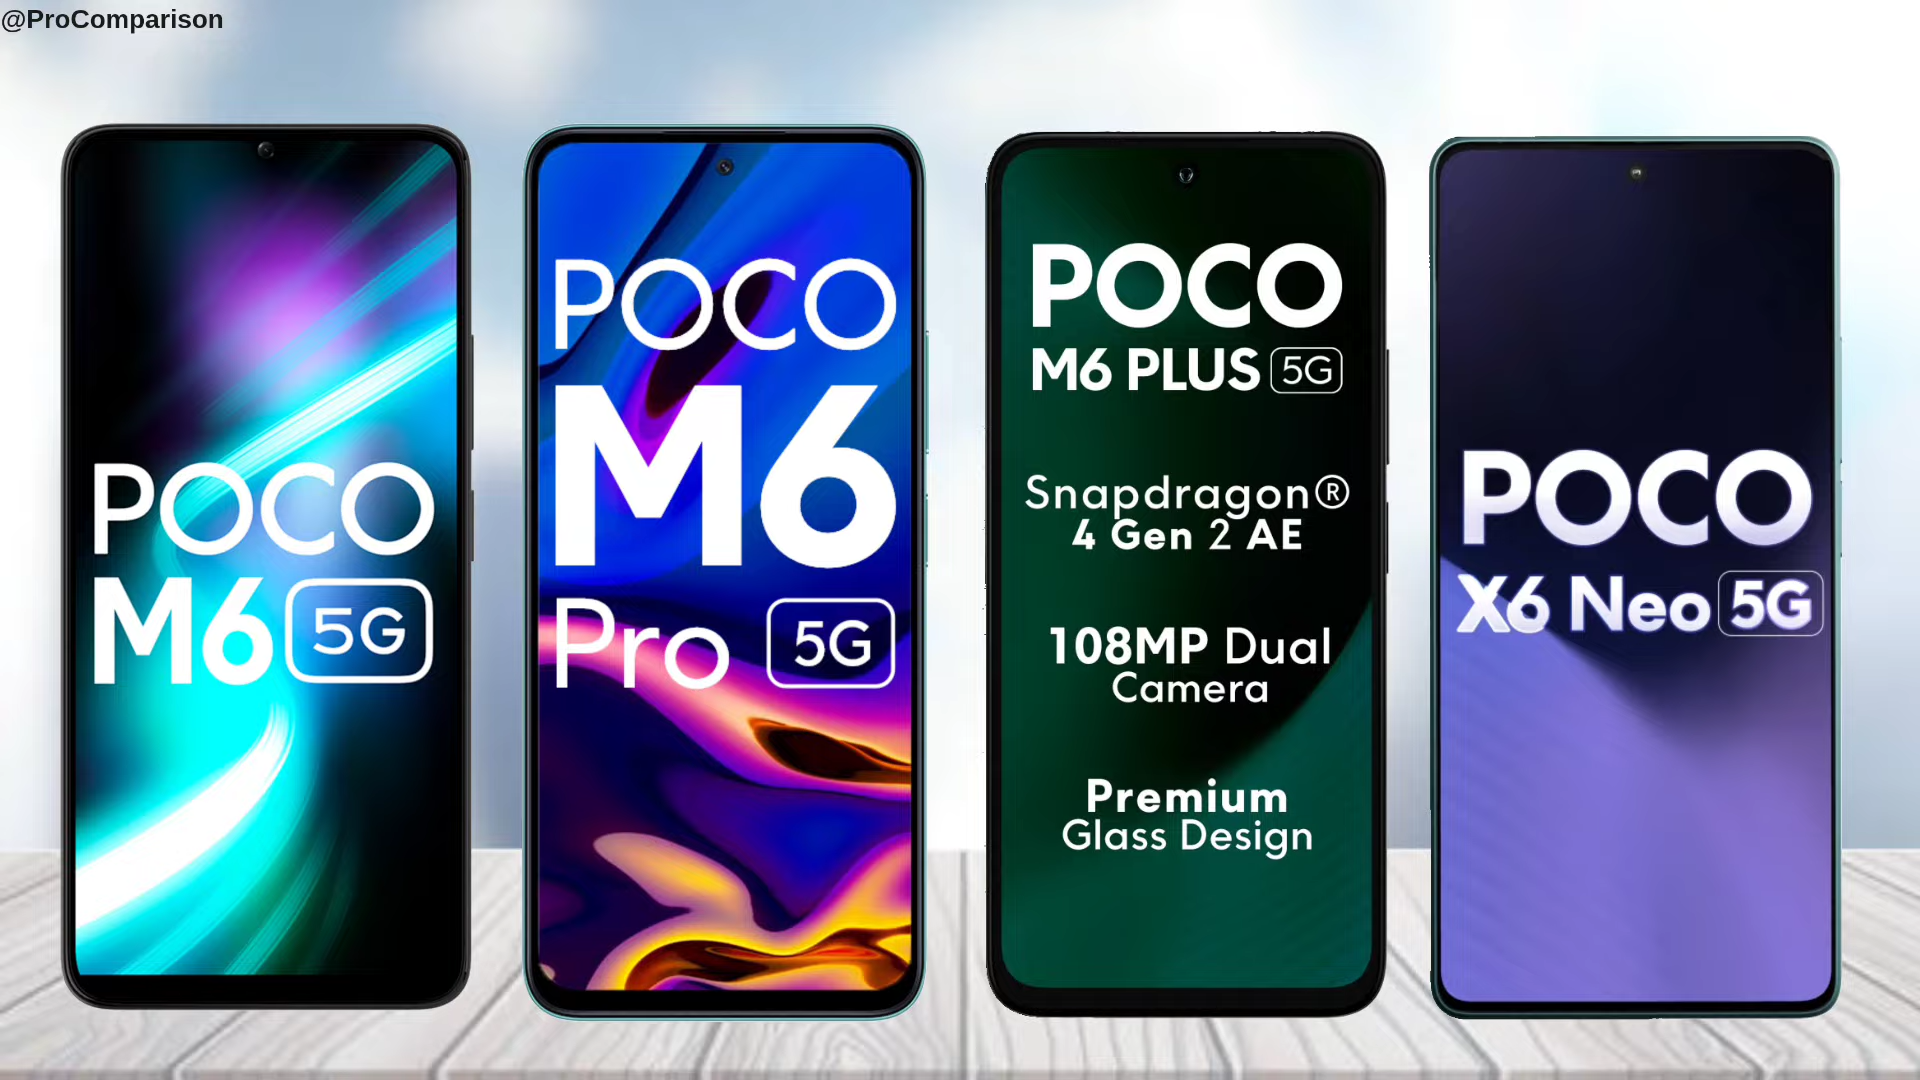 @ProComparison
POCO
M6 5G
POCO
M6
Pro 5G
POCO
M6 PLUS 5G
Snapdragon®
4 Gen 2 AE
108MP Dual
Camera
Premium
Glass Design
POCO
X6 Neo 5G